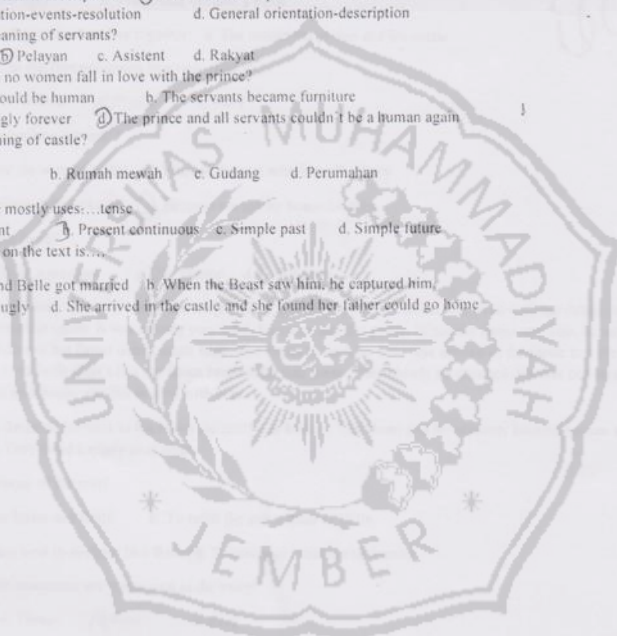 tion-events-resolution d. General orientation-description
aning of servants?
b Pelayan c. Asistent d. Rakyat
no women fall in love with the prince?
ould be human b. The servants became furniture
gly forever d The prince and all servants couldn't be a human again
ning of castle?
b. Rumah mewah c. Gudang d. Perumahan
mostly uses....tense
nt b. Present continuous c. Simple past d. Simple future
on the text is....
nd Belle got married b. When the Beast saw him, he captured him,
ugly d. She arrived in the castle and she found her father could go home
UNIVERSITAS MUHAMMADIYAH
JEMBER